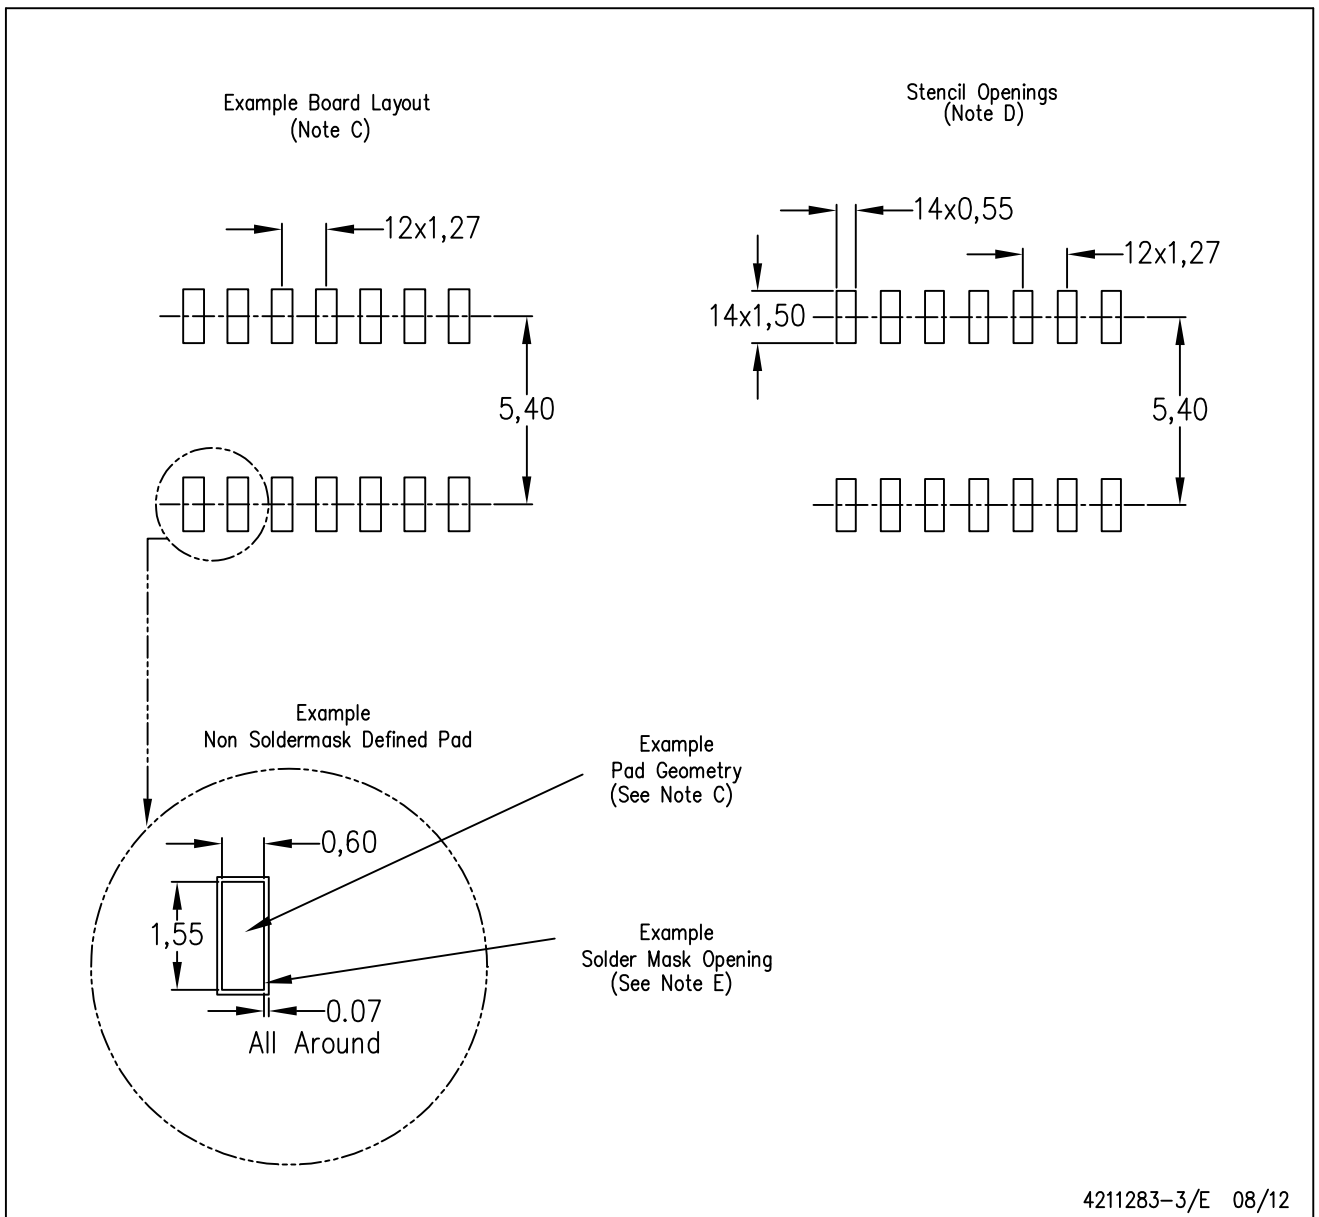 Example Board Layout
(Note C)
Stencil Openings
(Note D)
12x1,27
5,40
14x0,55
12x1,27
14x1,50
5,40
Example
Non Soldermask Defined Pad
Example
Pad Geometry
(See Note C)
0,60
1,55
Example
Solder Mask Opening
(See Note E)
0.07
All Around
4211283-3/E 08/12